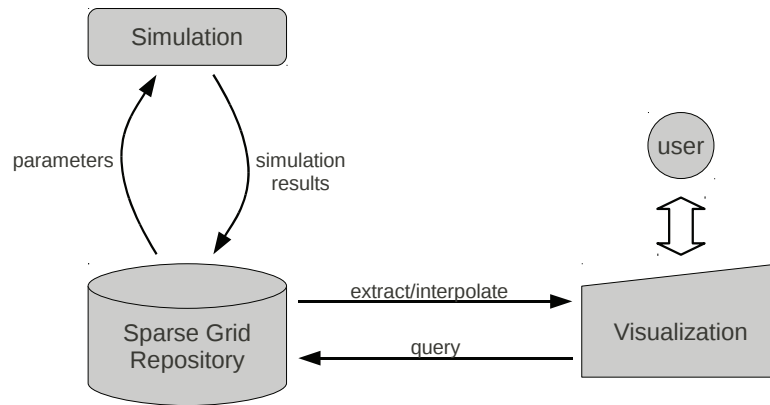 Simulation
parameters
simulation
results
user
extract/interpolate
Sparse Grid
Repository
query
Visualization